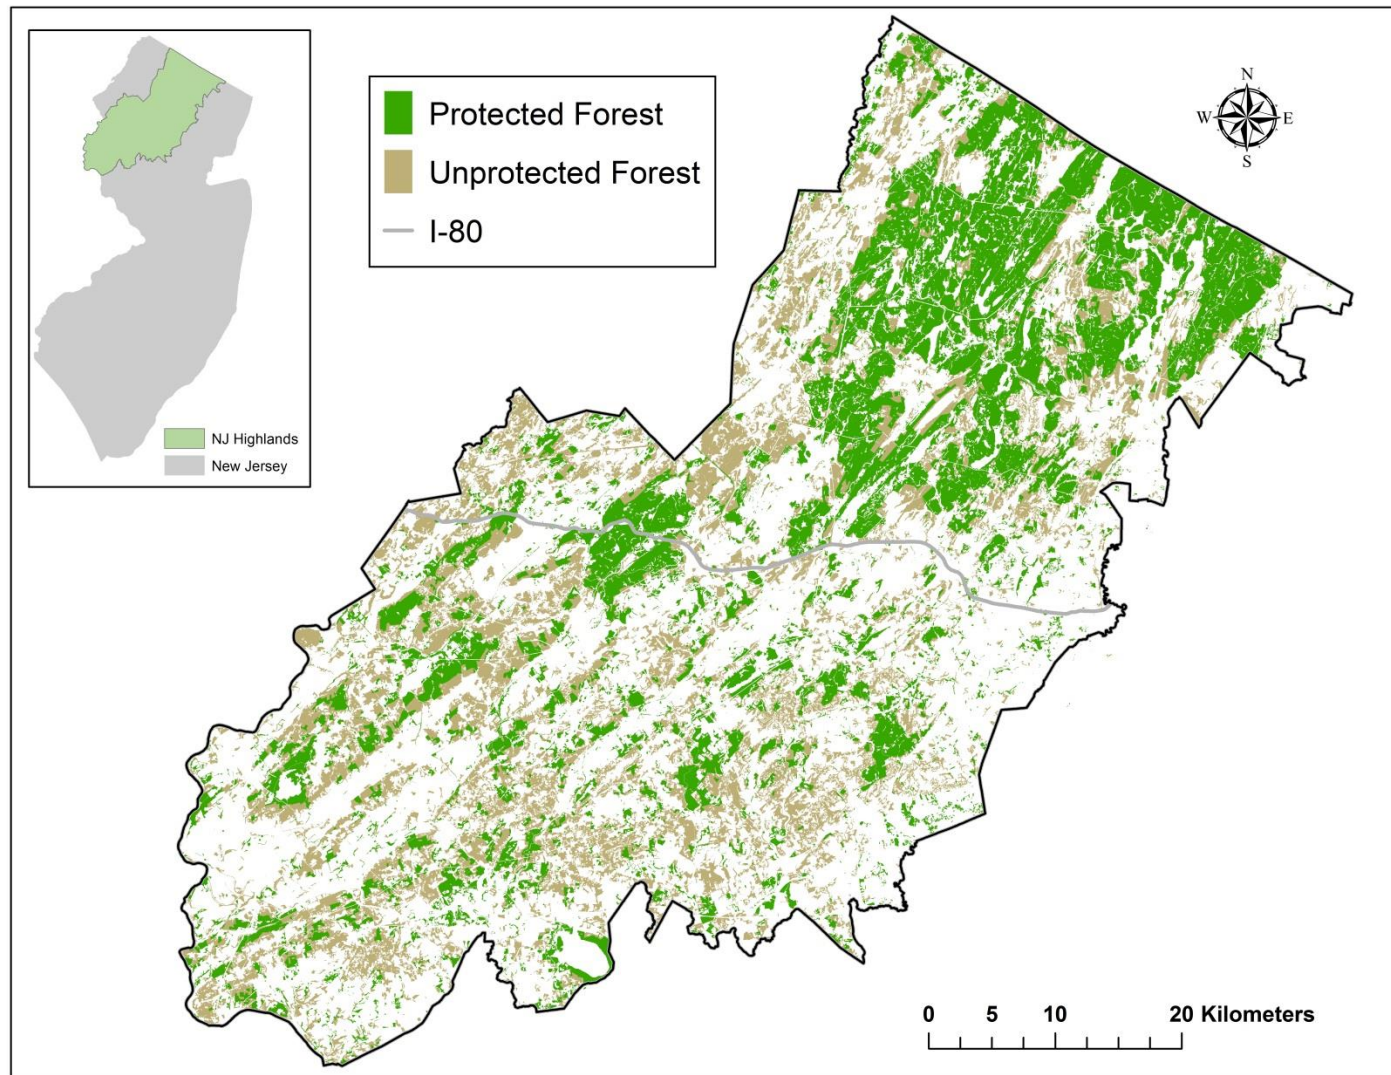 NJ Highlands
New Jersey
Protected Forest
Unprotected Forest
I-80
N
W E
S
0 5 10 20 Kilometers